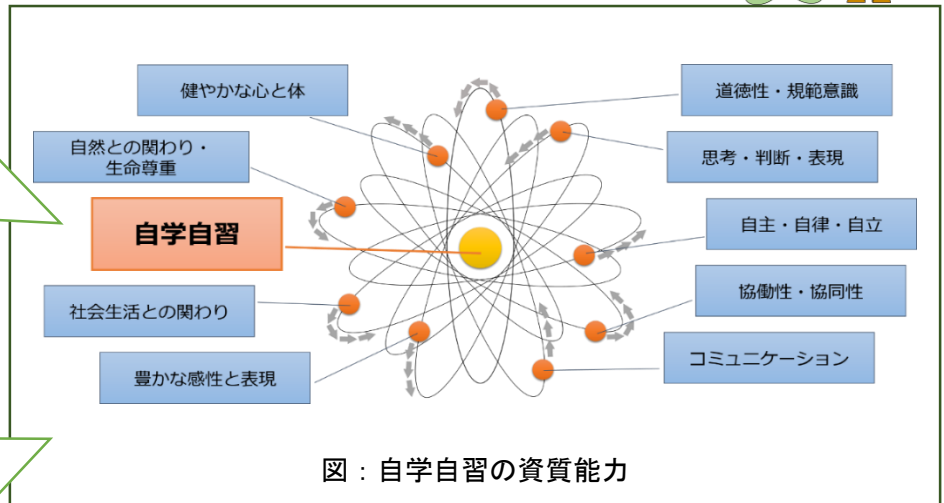 健やかな心と体
自然との関わり・
生命尊重
自学自習
社会生活との関わり
豊かな感性と表現
道徳性・規範意識
思考・判断・表現
自主・自律・自立
協働性・協同性
コミュニケーション
図：自学自習の資質能力